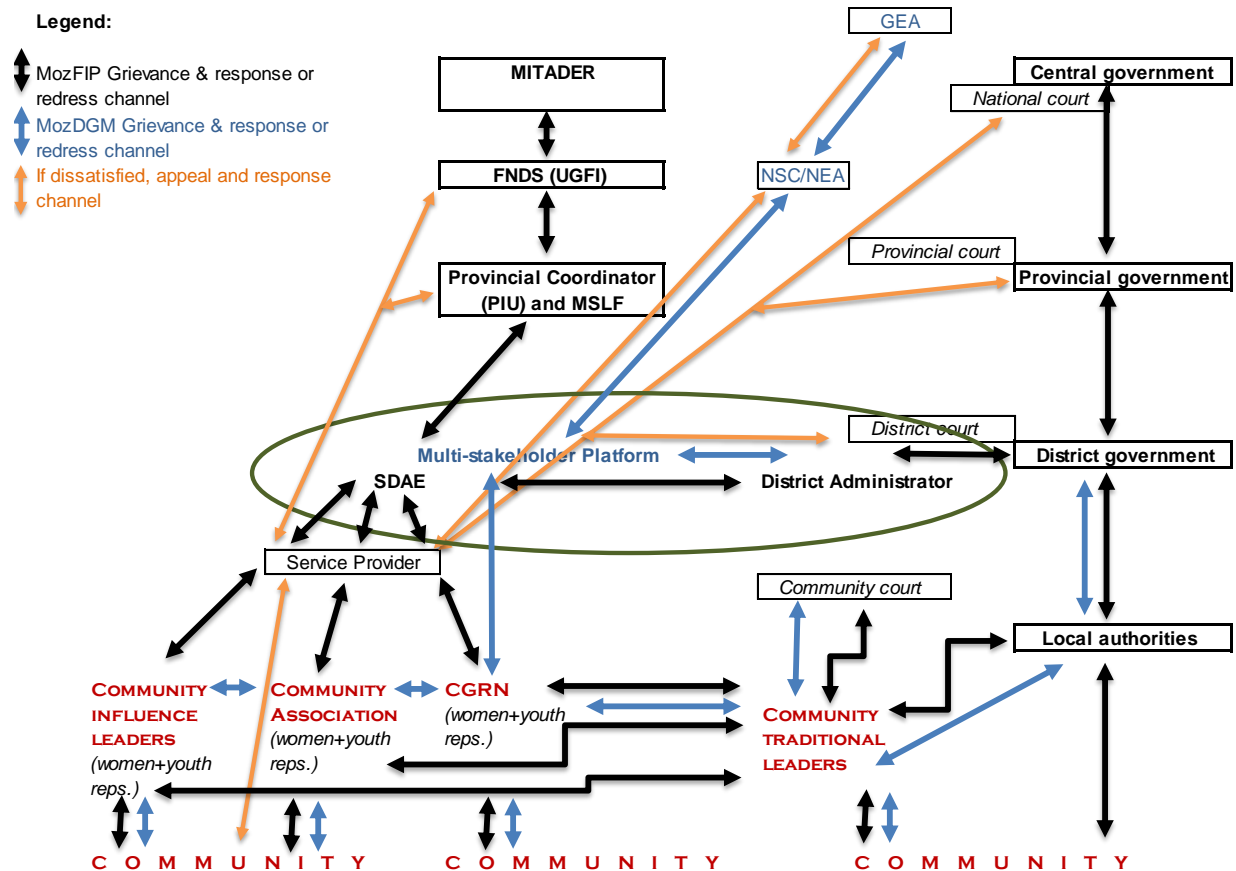 Legend:
MozFIP Grievance & response or
redress channel
MozDGM Grievance & response or
redress channel
If dissatisfied, appeal and response
channel
GEA
MITADER
Central government
National court
FNDS (UGFI)
NSC/NEA
Provincial court
Provincial Coordinator
(PIU) and MSLF
Provincial government
District court
Multi-stakeholder Platform
District government
SDAE
District Administrator
Service Provider
Community court
Local authorities
COMMUNITY
INFLUENCE
LEADERS
(women+youth
reps.)
COMMUNITY
ASSOCIATION
(women+youth
reps.)
CGRN
(women+youth
reps.)
COMMUNITY
TRADITIONAL
LEADERS
C O M M U N I T Y
C O M M U N I T Y
C O M M U N I T Y